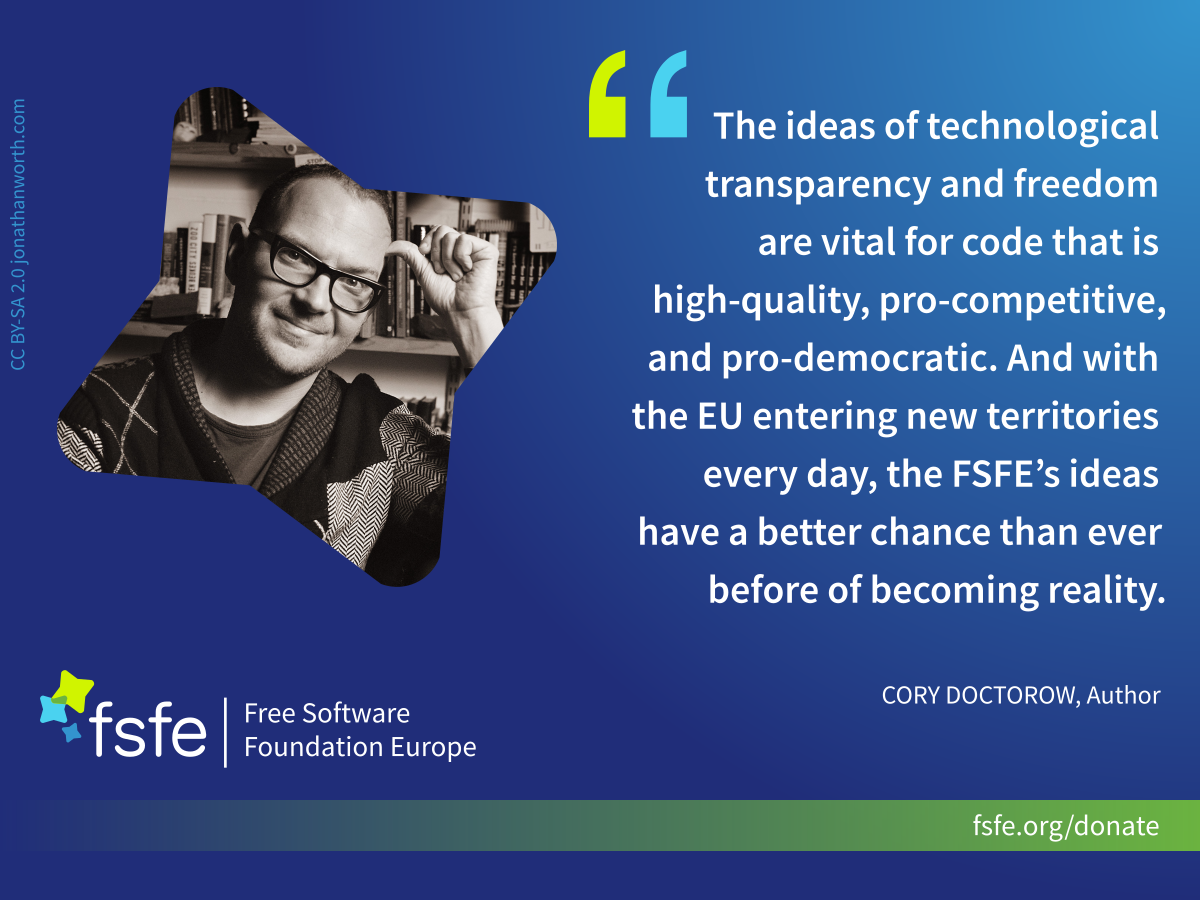 CC BY-SA 2.0 jonathanworth.com
The ideas of technological
transparency and freedom
are vital for code that is
high-quality, pro-competitive,
and pro-democratic. And with
the EU entering new territories
every day, the FSFE’s ideas
have a better chance than ever
before of becoming reality.
CORY DOCTOROW, Author
fsfe
Free Software
Foundation Europe
fsfe.org/donate
ZOO CITY